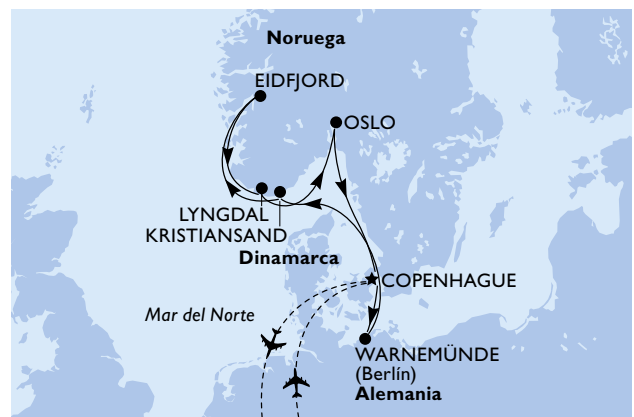 Noruega
EIDFJORD
OSLO
LYNGDAL
KRISTIANSAND
Dinamarca
COPENHAGUE
Mar del Norte
WARNEMÜNDE
(Berlín)
Alemania